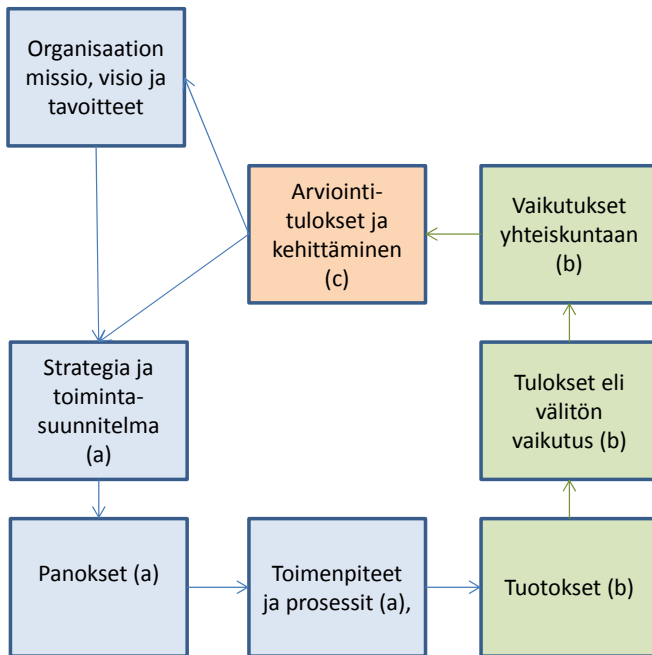 Organisaation
missio, visio ja
tavoitteet
Arviointi-
tulokset ja
kehittäminen
(c)
Vaikutukset
yhteiskuntaan
(b)
Strategia ja
toiminta-
suunnitelma
(a)
Tulokset eli
välitön
vaikutus (b)
Panokset (a)
Toimenpiteet
ja prosessit (a),
Tuotokset (b)